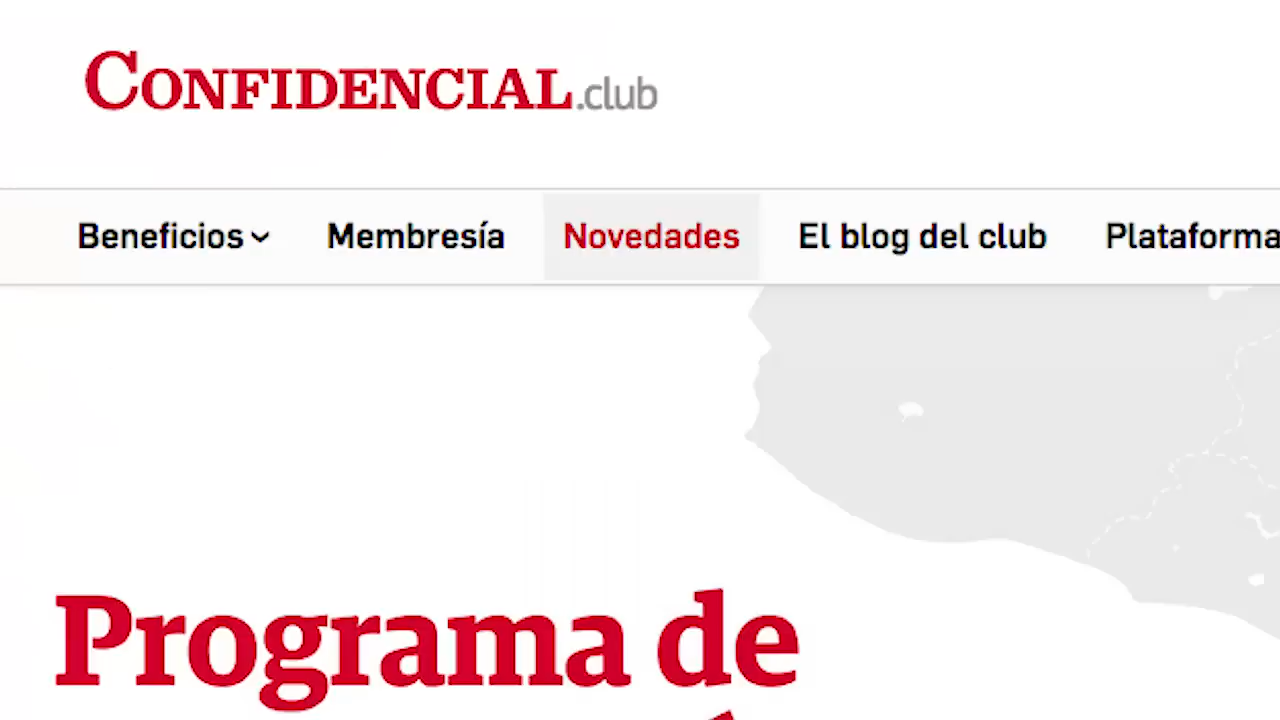 CONFIDENCIAL.club
Beneficios Membresía Novedades El blog del club Plataforma
Programa de